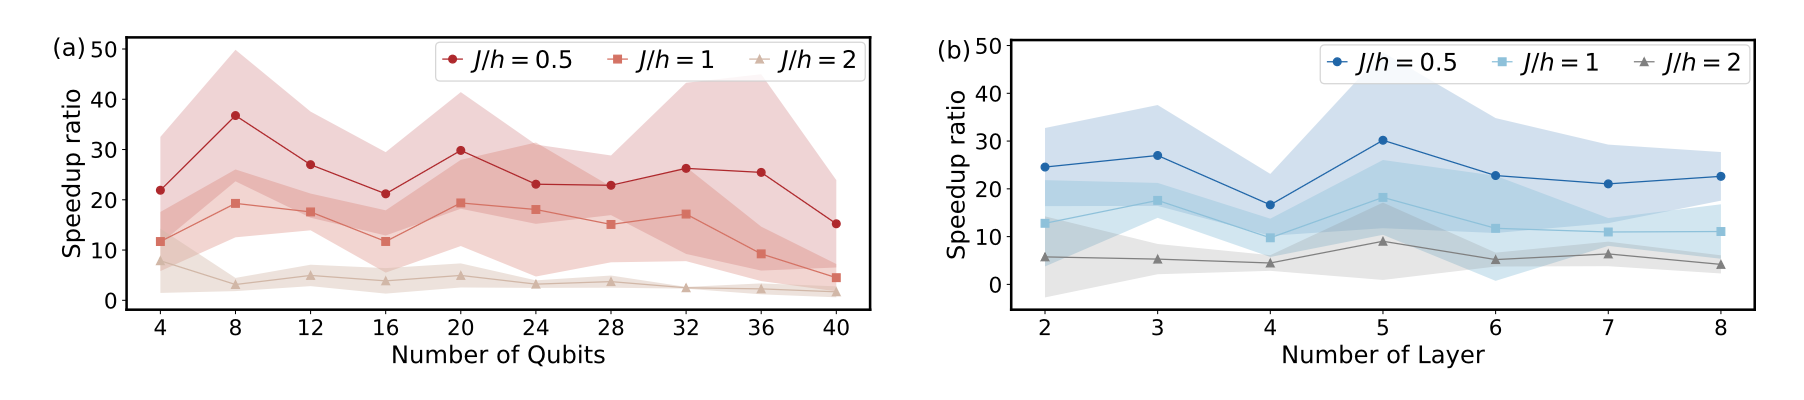 (a)
Speedup ratio
50
40
30
20
10
0
J/h = 0.5 J/h = 1 J/h = 2
4 8 12 16 20 24 28 32 36 40
Number of Qubits
(b)
Speedup ratio
50
40
30
20
10
0
J/h = 0.5 J/h = 1 J/h = 2
2 3 4 5 6 7 8
Number of Layer